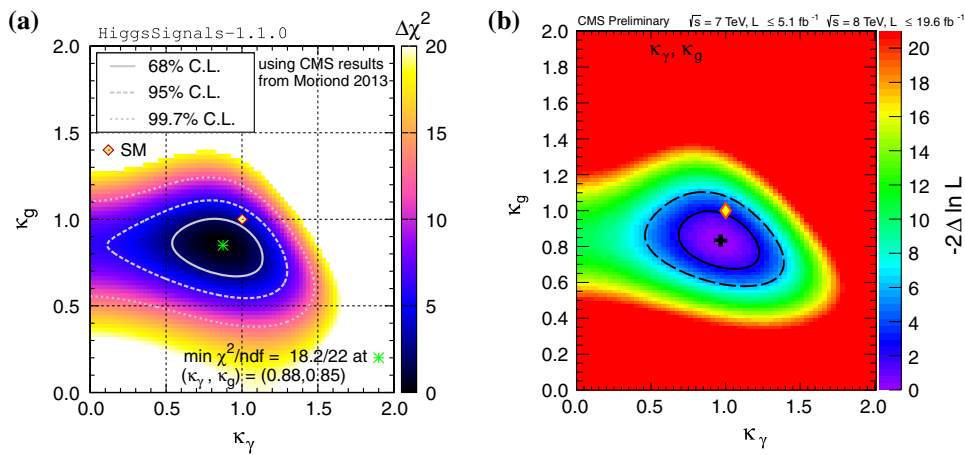 (a)
HiggsSignals-1.1.0
Δχ²
2.0
1.5
1.0
0.5
0.0
κg
68% C.L.
95% C.L.
99.7% C.L.
SM
using CMS results
from Moriond 2013
min χ²/ndf = 18.2/22 at
(κγ, κg) = (0.88,0.85)
0.0 0.5 1.0 1.5 2.0
κγ
20
15
10
5
0
(b)
CMS Preliminary √s = 7 TeV, L ≤ 5.1 fb⁻¹ √s = 8 TeV, L ≤ 19.6 fb⁻¹
κγ, κg
2.0
1.8
1.6
1.4
1.2
1.0
0.8
0.6
0.4
0.2
0.0
κg
0.0 0.5 1.0 1.5 2.0
κγ
20
18
16
14
12
10
8
6
4
2
0
-2Δ ln L